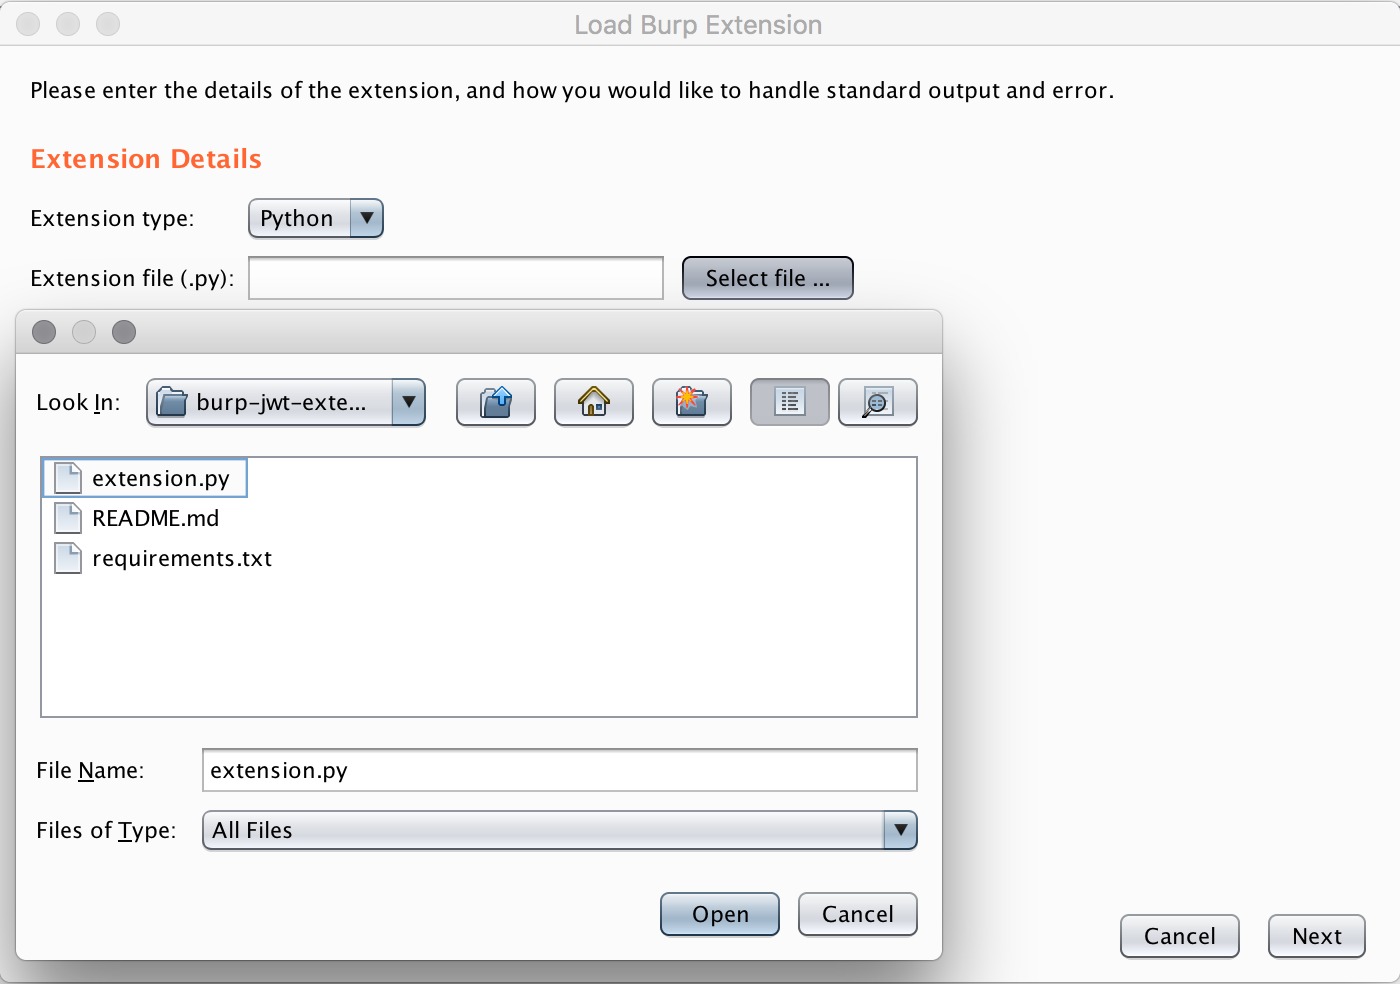 Load Burp Extension
Please enter the details of the extension, and how you would like to handle standard output and error.
Extension Details
Extension type: Python
Extension file (.py): Select file ...
Look In: burp-jwt-exte...
extension.py
README.md
requirements.txt
File Name: extension.py
Files of Type: All Files
Open Cancel
Cancel Next